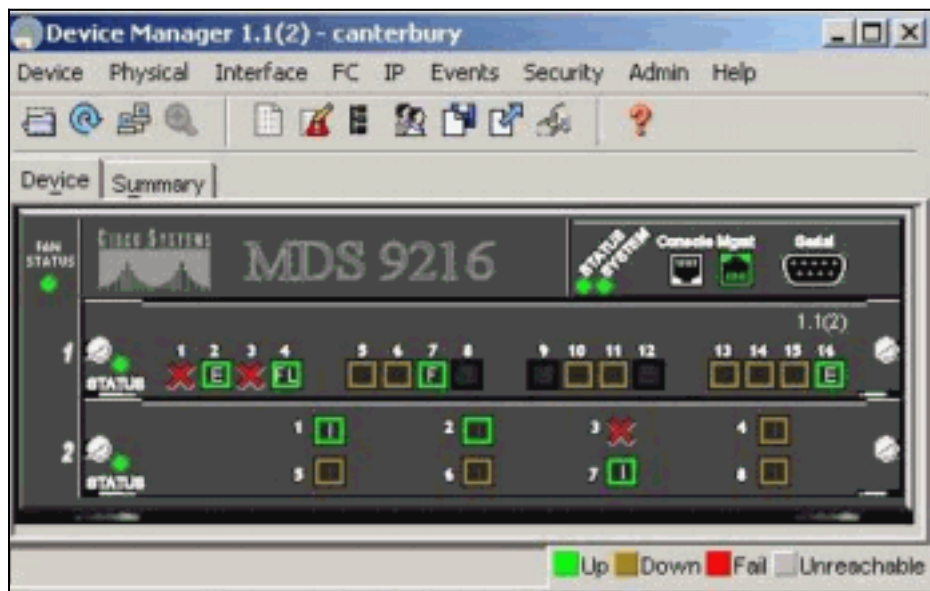 Device Manager 1.1(2) - canterbury
Device Physical Interface FC IP Events Security Admin Help
Device Summary
FAN STATUS
CISCO SYSTEMS
MDS 9216
STATUS
SYSTEM
Console Mgmt Serial
1.1(2)
1
STATUS
1 2 3 4 5 6 7 8 9 10 11 12 13 14 15 16
E FL F E
2
STATUS
1 2 3 4
I
5 6 7 8
I
Up Down Fail Unreachable